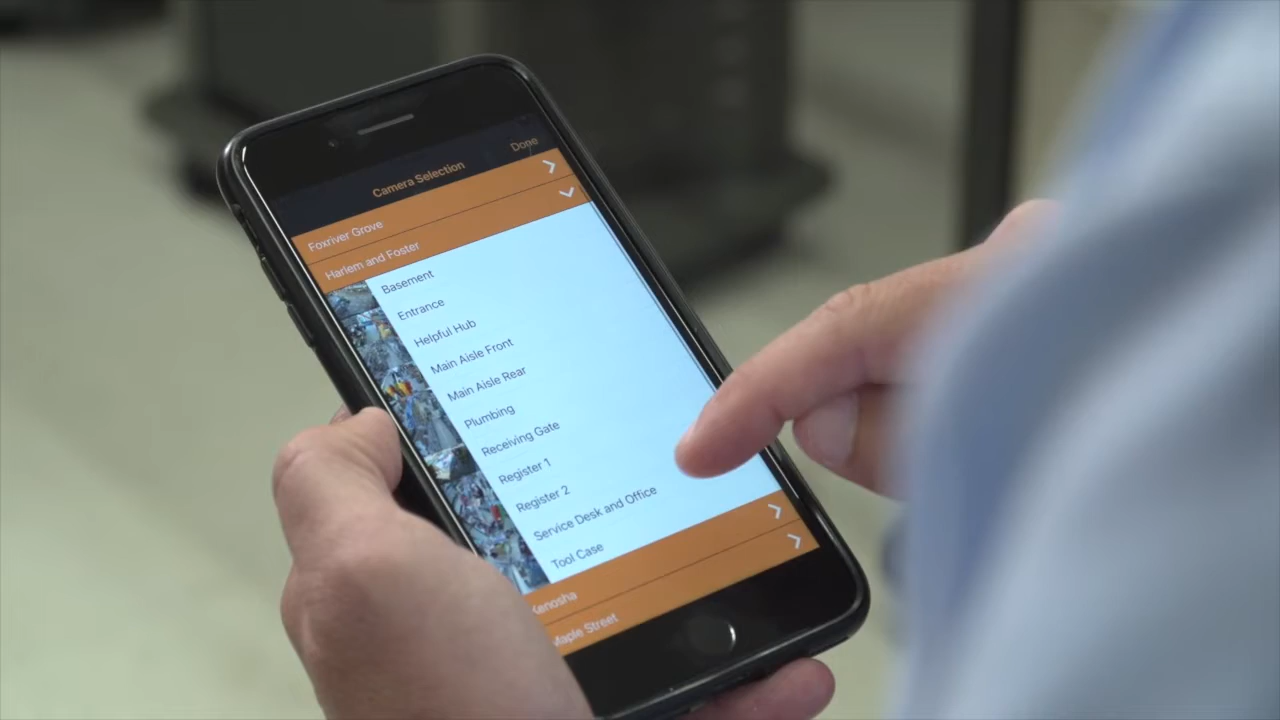 Done
Camera Selection
Foxriver Grove
Harlem and Foster
Basement
Entrance
Helpful Hub
Main Aisle Front
Main Aisle Rear
Plumbing
Receiving Gate
Register 1
Register 2
Service Desk and Office
Tool Case
Kenosha
Maple Street